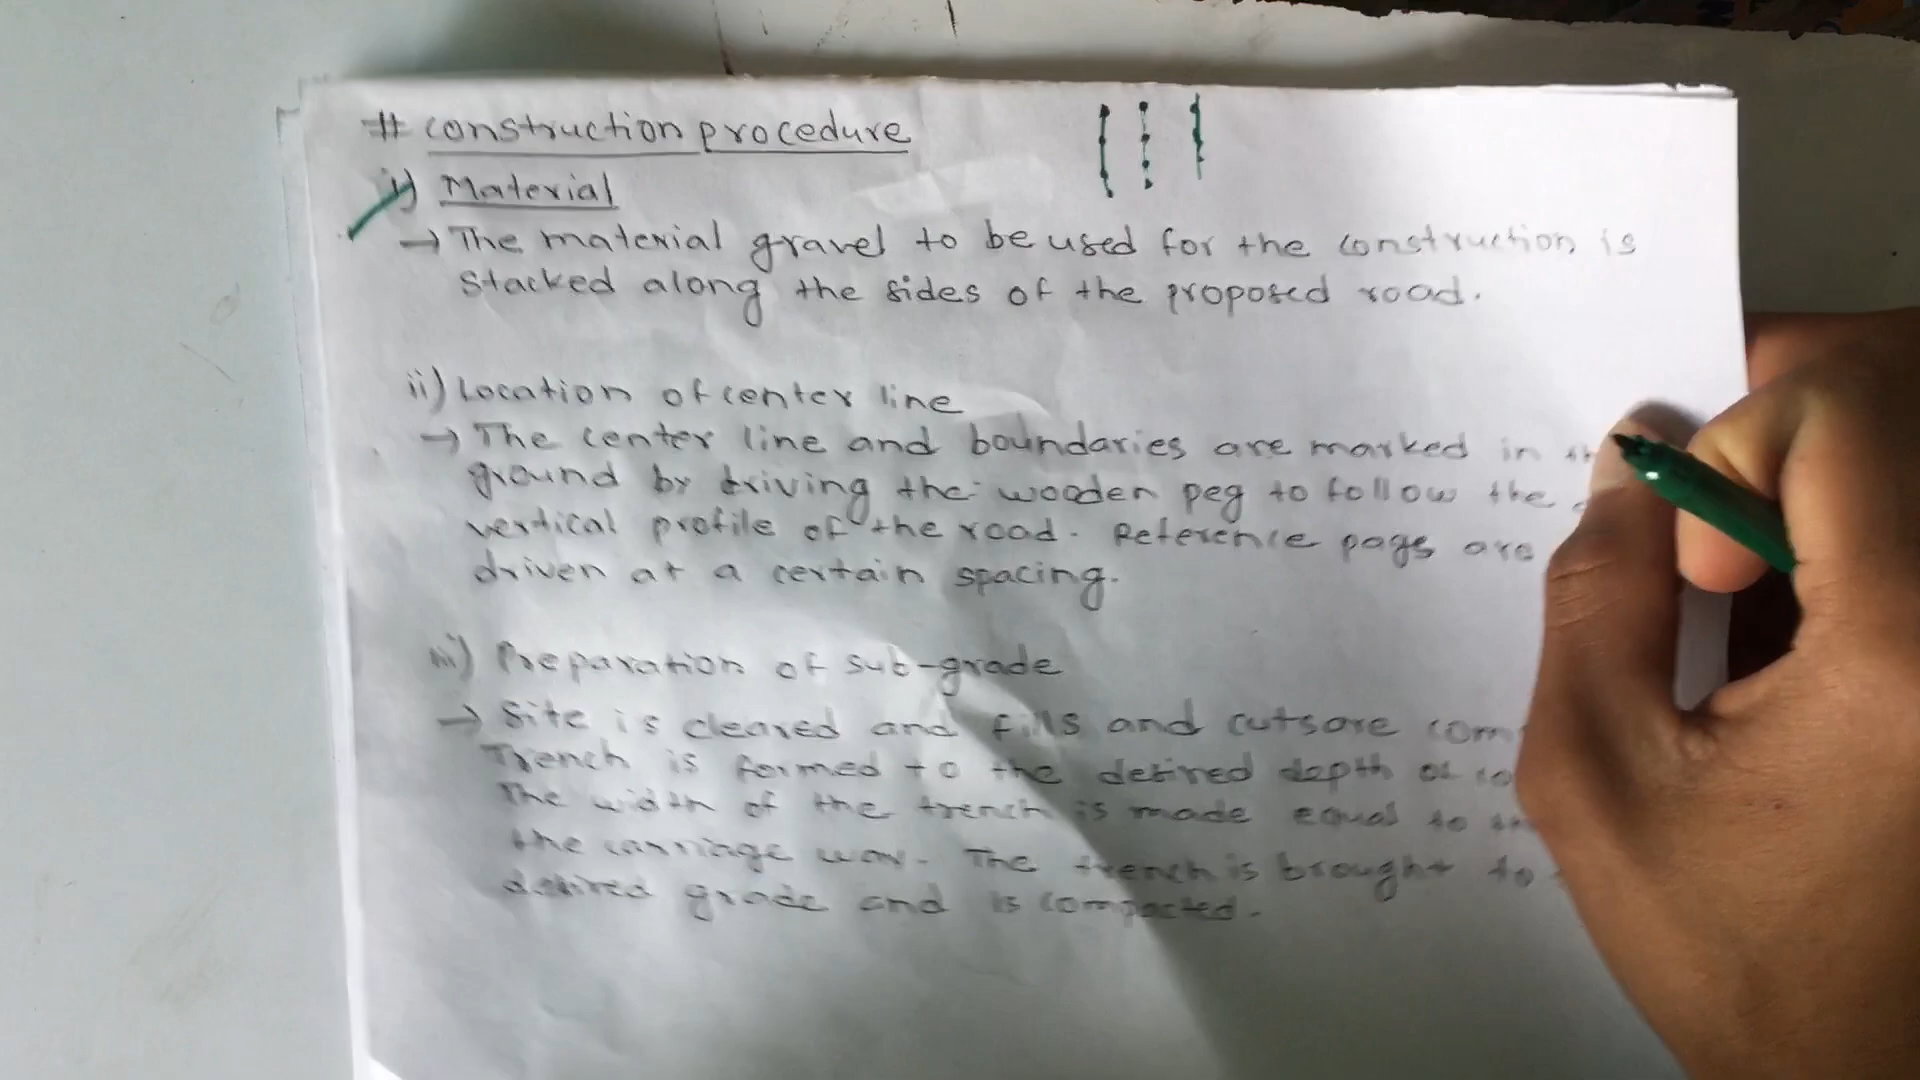 # construction procedure
i) Material
→ The material gravel to be used for the construction is
stacked along the sides of the proposed road.
ii) Location of center line
→ The center line and boundaries are marked in
ground by driving the wooden peg to follow the
vertical profile of the road. Reference pags are
driven at a certain spacing.
iii) Preparation of sub-grade
→ Site is cleared and fills and cuts are
Trench is formed to the desired depth of
The width of the trench is made equal to
the carriage way. The trench is brought to
desired grade and is compacted.